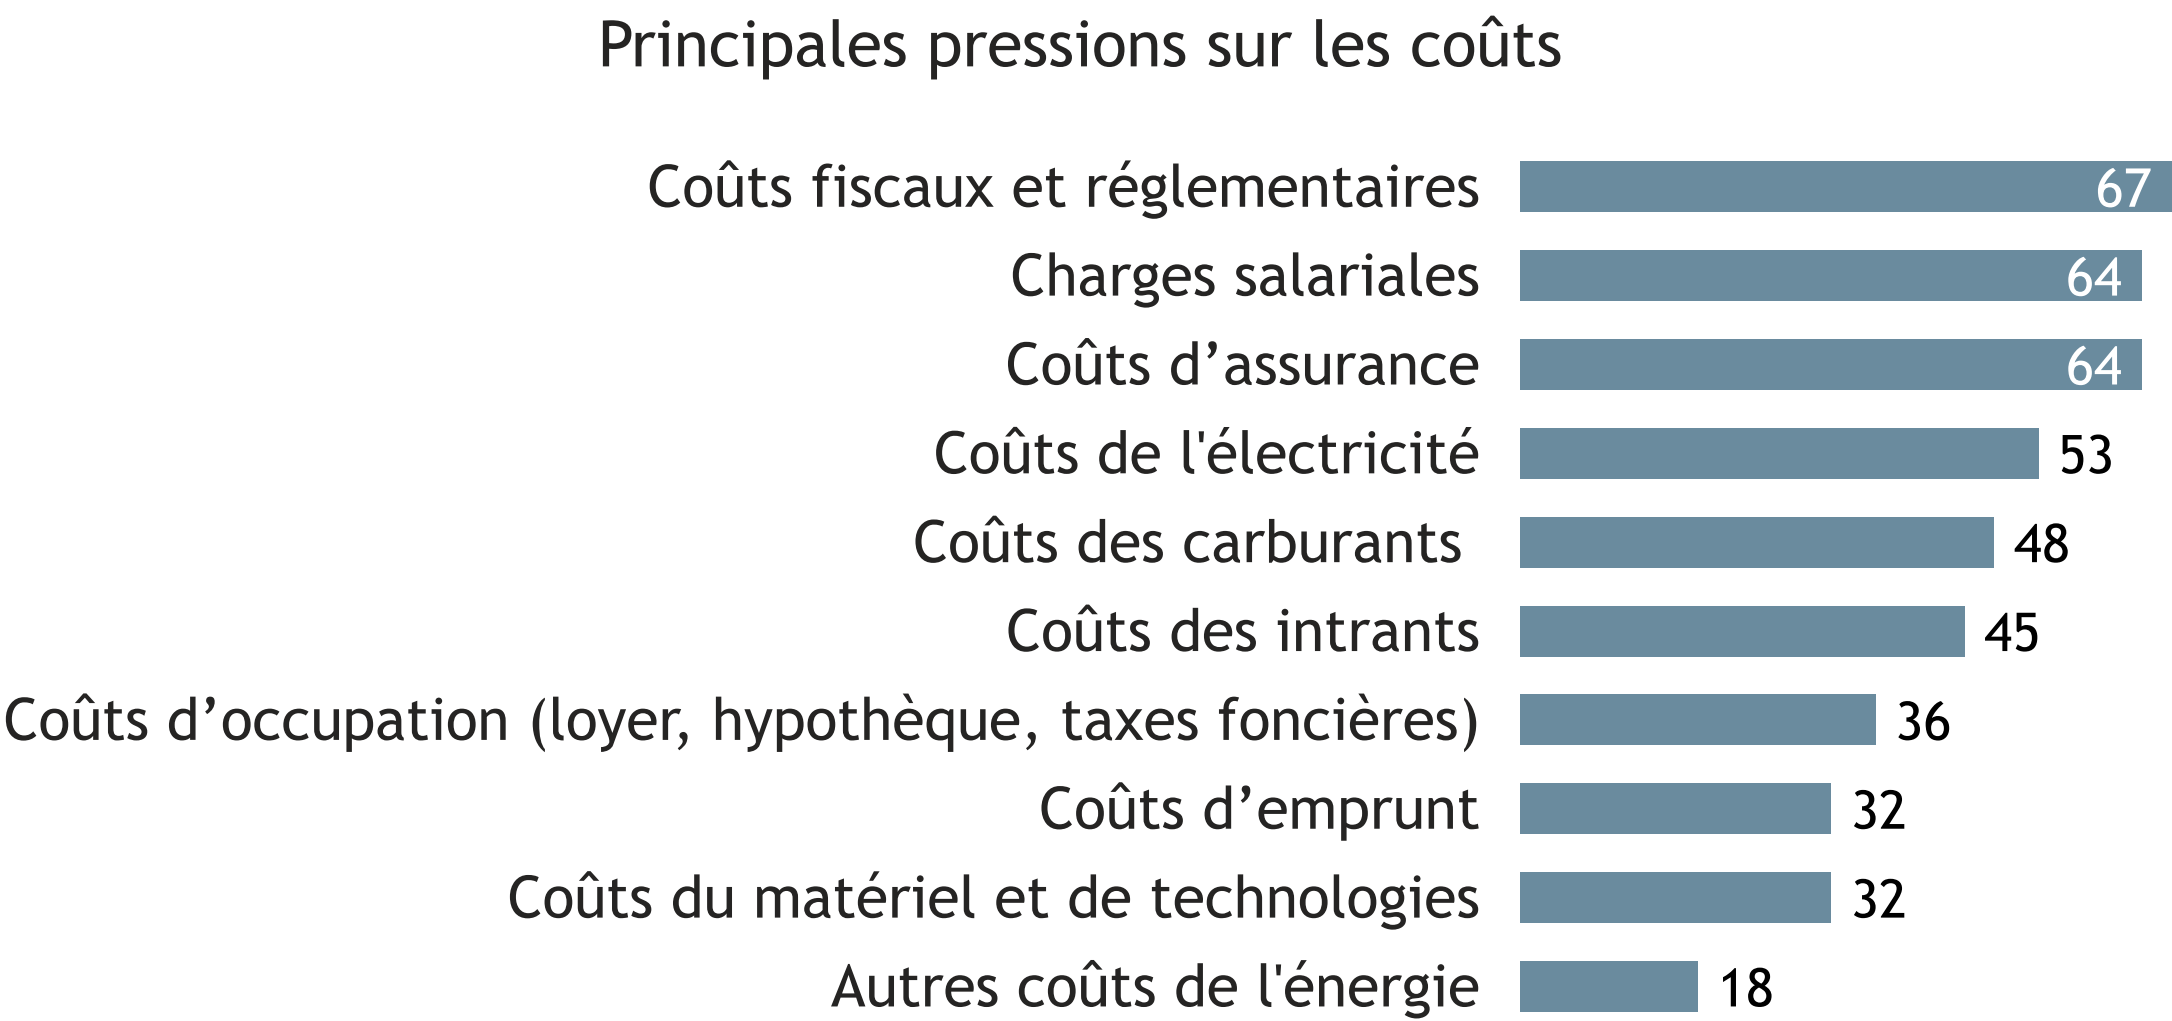 Principales pressions sur les coûts
Coûts fiscaux et réglementaires 67
Charges salariales 64
Coûts d’assurance 64
Coûts de l'électricité 53
Coûts des carburants 48
Coûts des intrants 45
Coûts d’occupation (loyer, hypothèque, taxes foncières) 36
Coûts d’emprunt 32
Coûts du matériel et de technologies 32
Autres coûts de l'énergie 18